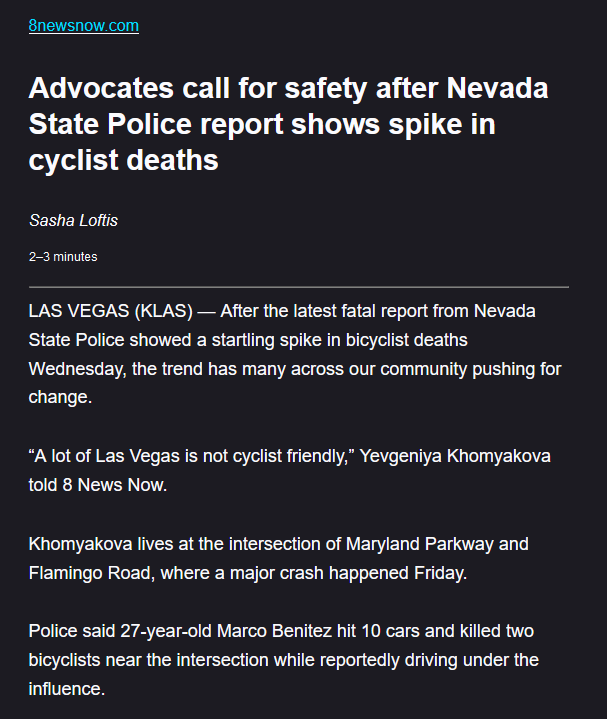 8newsnow.com
Advocates call for safety after Nevada
State Police report shows spike in
cyclist deaths
Sasha Loftis
2–3 minutes
LAS VEGAS (KLAS) — After the latest fatal report from Nevada
State Police showed a startling spike in bicyclist deaths
Wednesday, the trend has many across our community pushing for
change.
“A lot of Las Vegas is not cyclist friendly,” Yevgeniya Khomyakova
told 8 News Now.
Khomyakova lives at the intersection of Maryland Parkway and
Flamingo Road, where a major crash happened Friday.
Police said 27-year-old Marco Benitez hit 10 cars and killed two
bicyclists near the intersection while reportedly driving under the
influence.